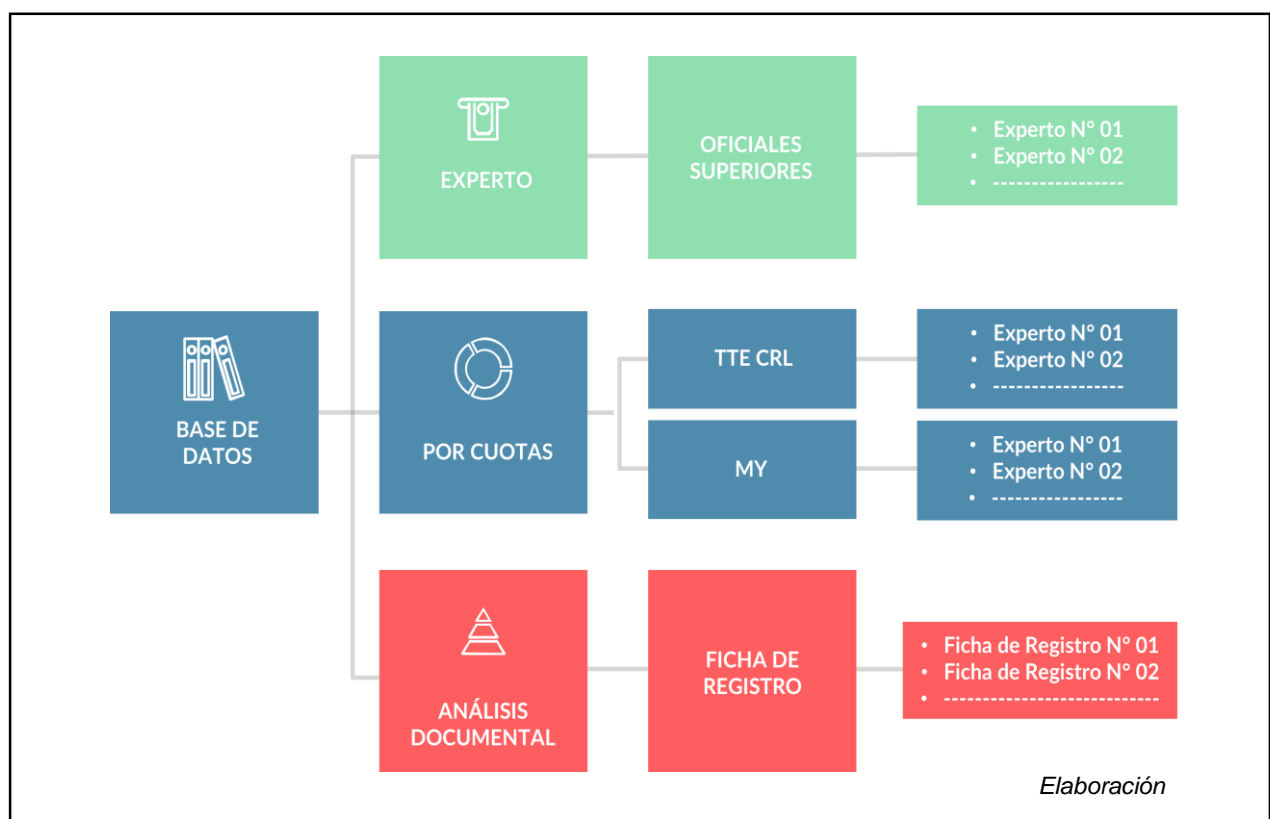 EXPERTO
OFICIALES
SUPERIORES
• Experto N° 01
• Experto N° 02
• -----------------
BASE DE
DATOS
POR CUOTAS
TTE CRL
• Experto N° 01
• Experto N° 02
• -----------------
MY
• Experto N° 01
• Experto N° 02
• -----------------
ANÁLISIS
DOCUMENTAL
FICHA DE
REGISTRO
• Ficha de Registro N° 01
• Ficha de Registro N° 02
• ----------------------------
Elaboración